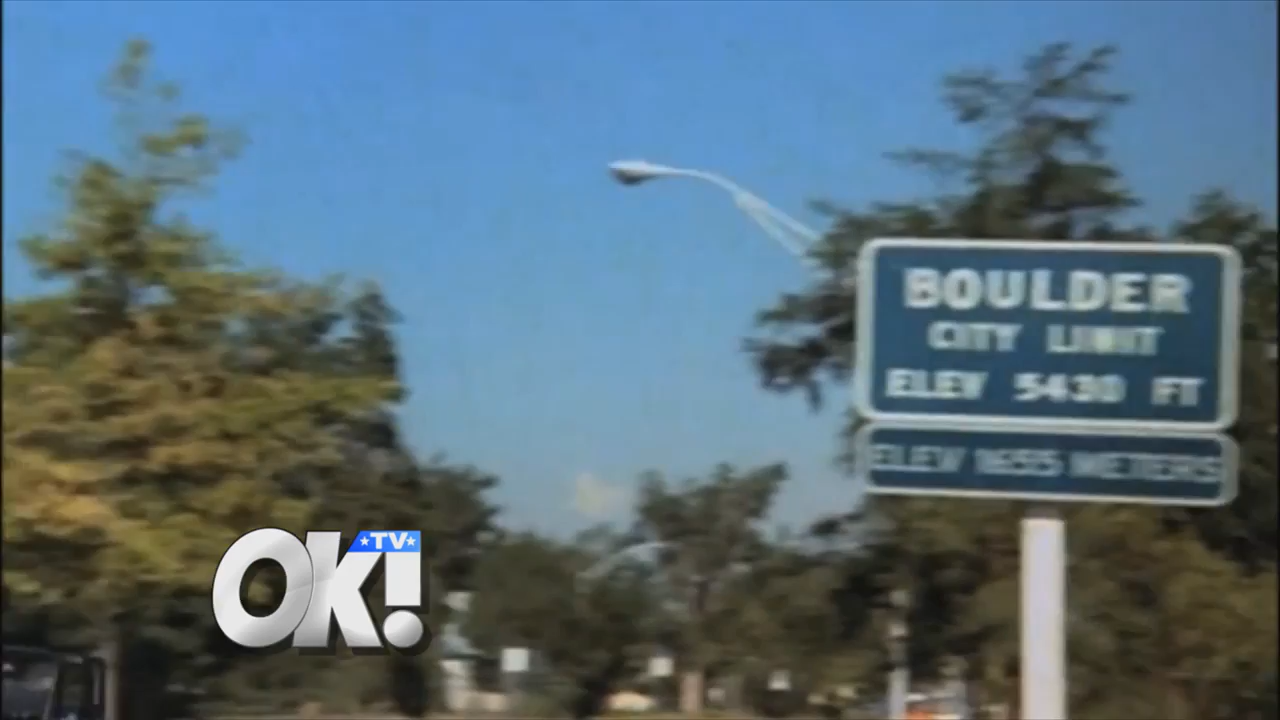 BOULDER
CITY LIMIT
ELEV 5430 FT
ELEV 1655 METERS
OK! TV